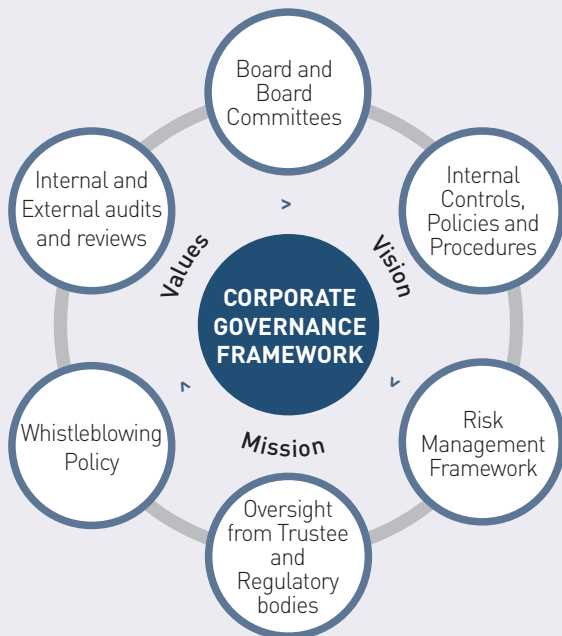 Board and
Board
Committees
Internal
Controls,
Policies and
Procedures
Risk
Management
Framework
Oversight
from Trustee
and
Regulatory
bodies
Whistleblowing
Policy
Internal and
External audits
and reviews
Values
Vision
Mission
CORPORATE
GOVERNANCE
FRAMEWORK